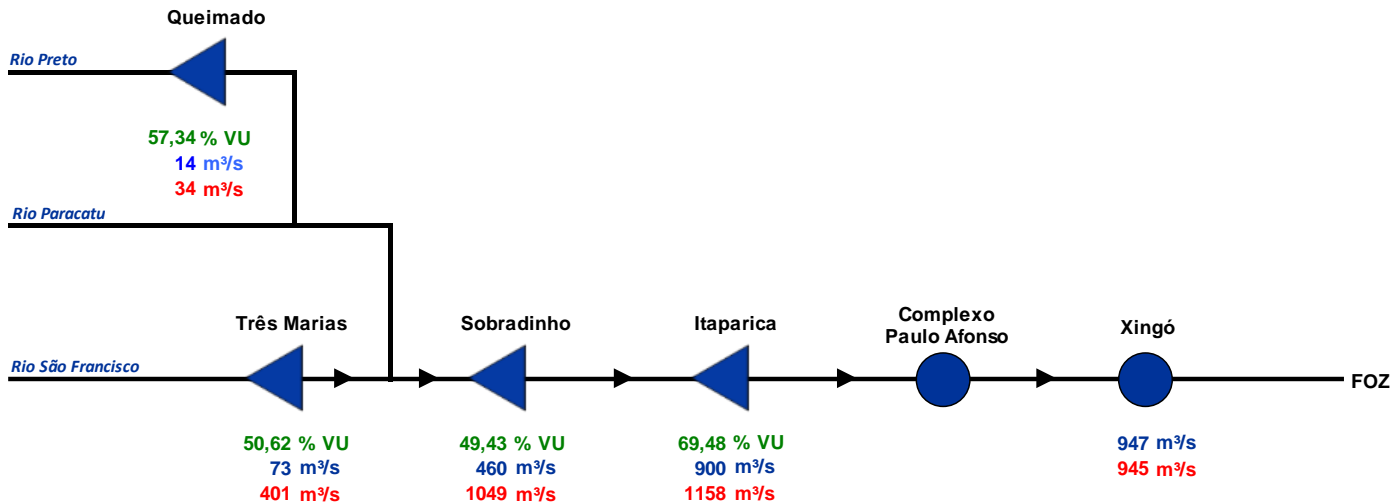 Queimado
Rio Preto
57,34 % VU
14 m³/s
34 m³/s
Rio Paracatu
Três Marias
Sobradinho
Itaparica
Complexo
Paulo Afonso
Xingó
Rio São Francisco
FOZ
50,62 % VU
73 m³/s
401 m³/s
49,43 % VU
460 m³/s
1049 m³/s
69,48 % VU
900 m³/s
1158 m³/s
947 m³/s
945 m³/s